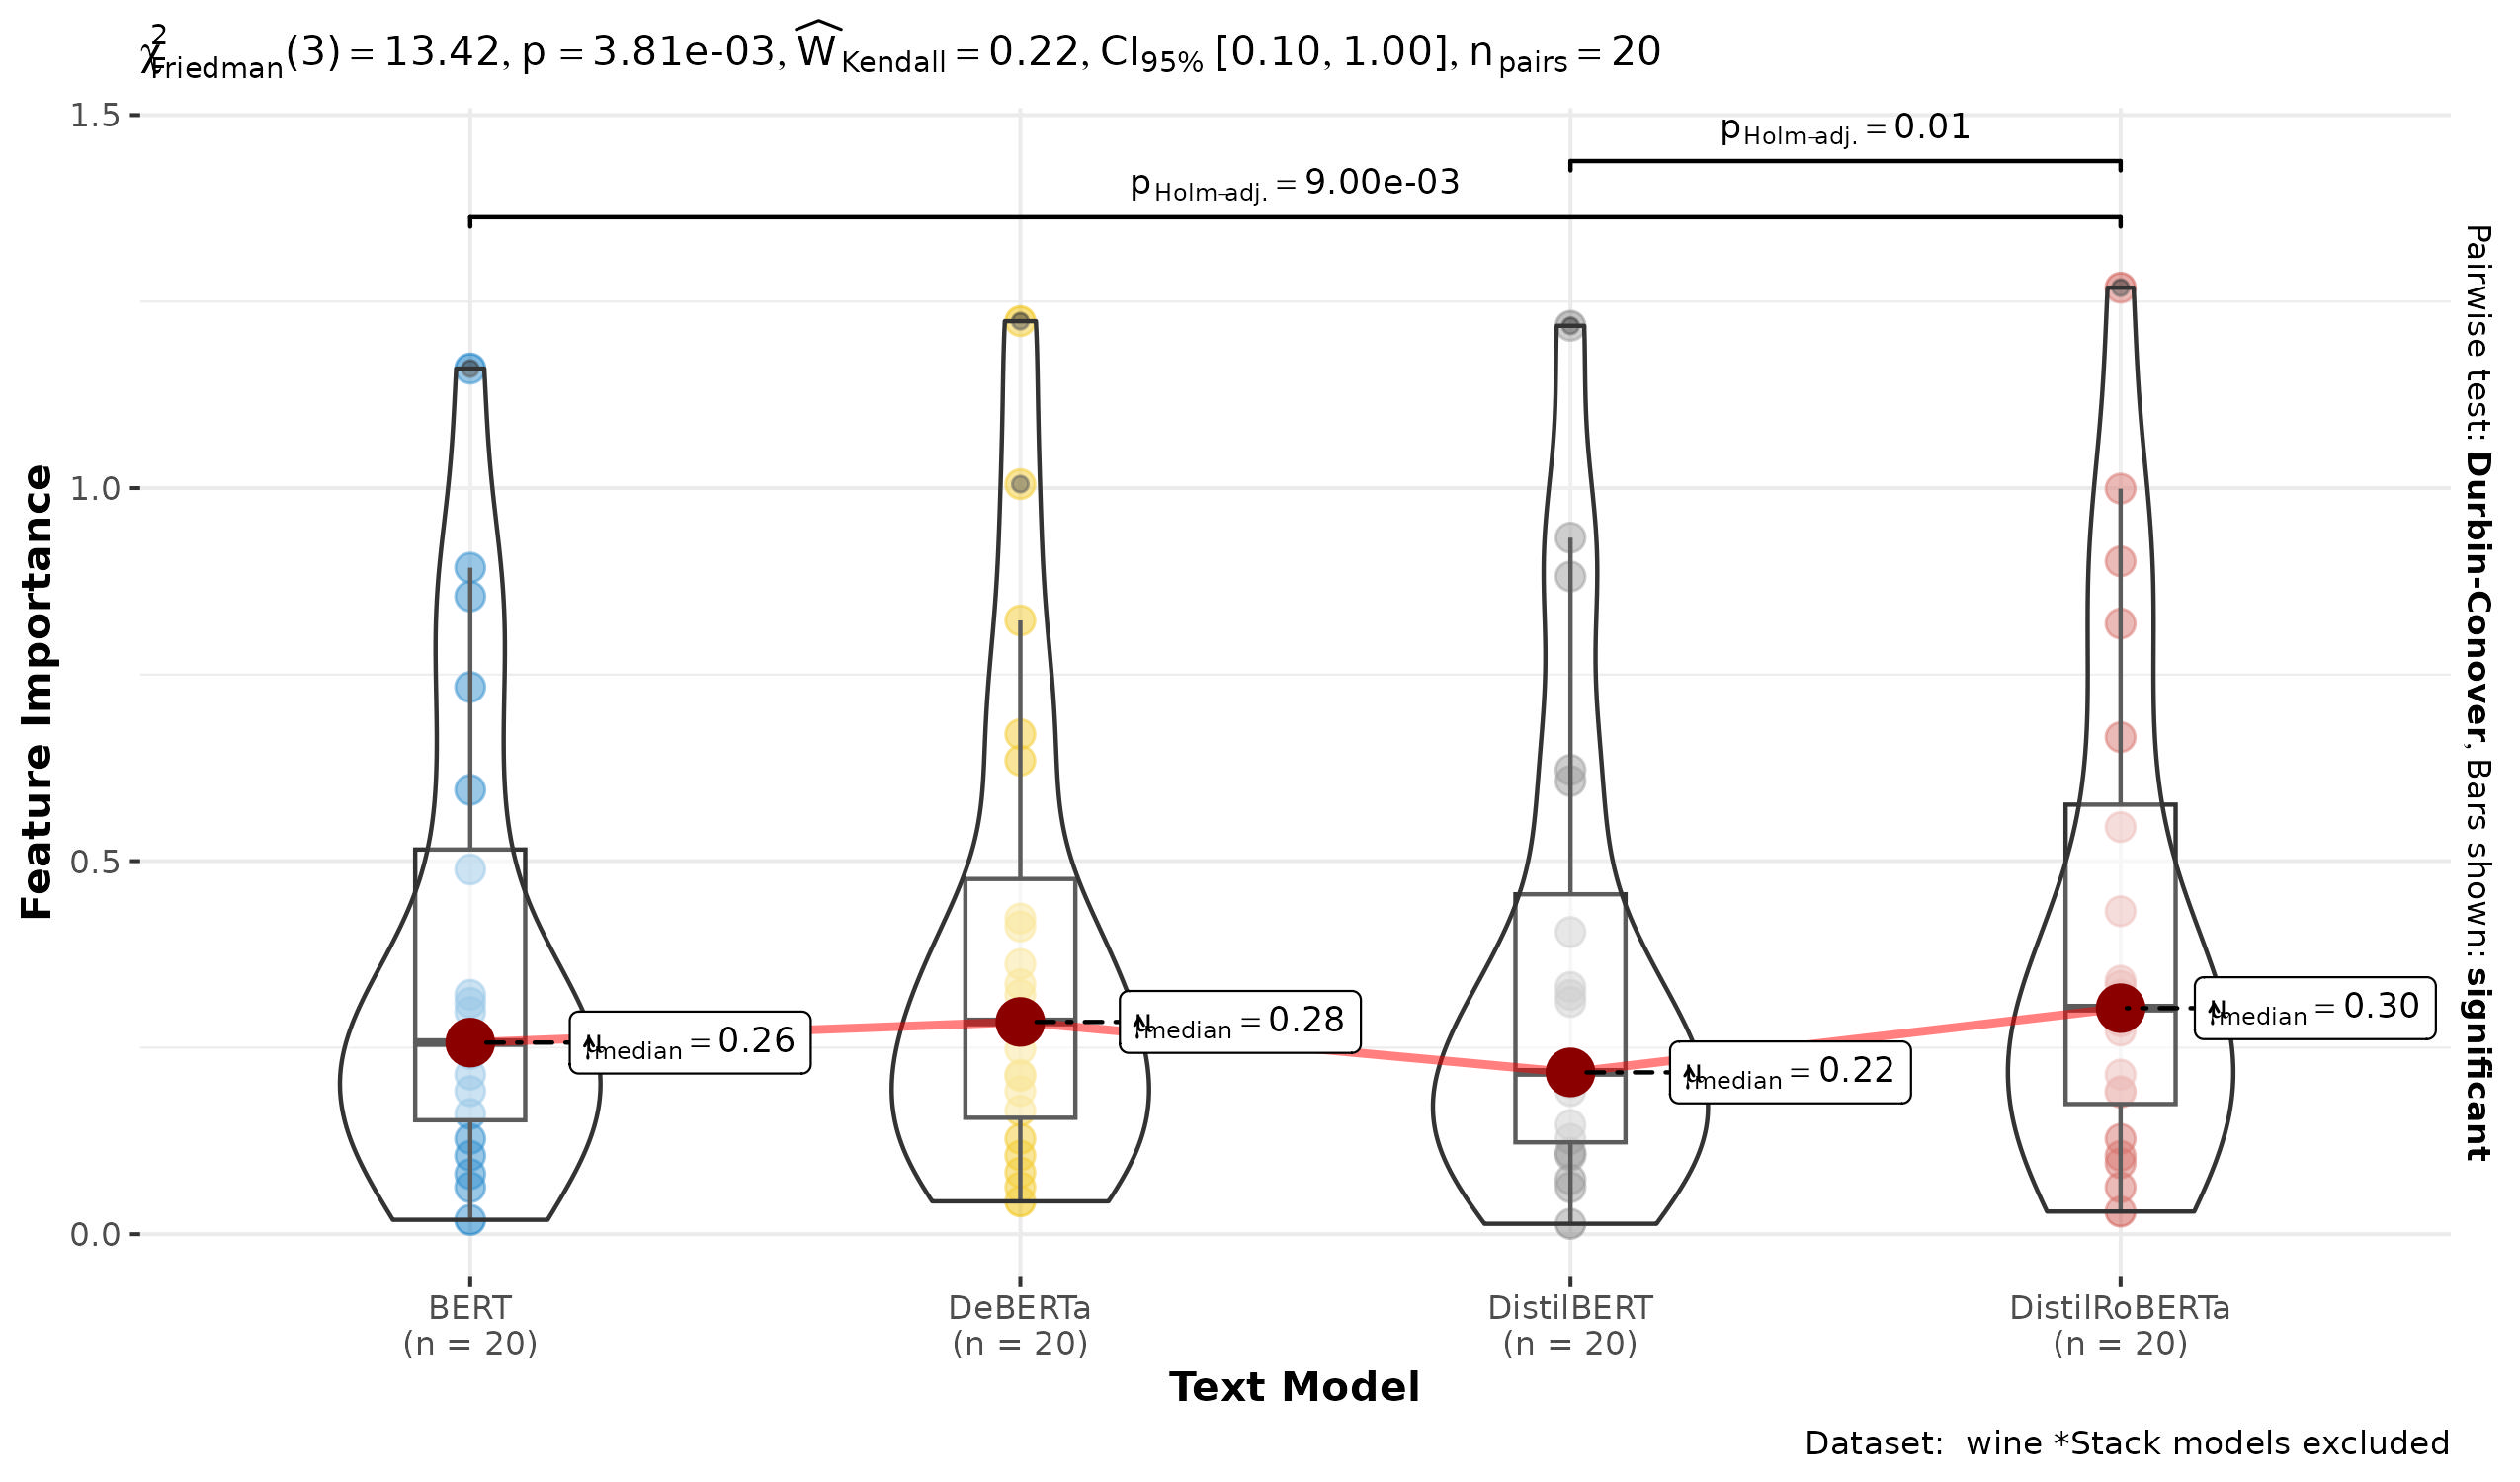 χ²Friedman(3) = 13.42, p = 3.81e-03, ŴKendall = 0.22, CI95% [0.10, 1.00], npairs = 20
1.5
1.0
0.5
0.0
Feature Importance
pHolm-adj. = 0.01
pHolm-adj. = 9.00e-03
μ̂median = 0.26
μ̂median = 0.28
μ̂median = 0.22
μ̂median = 0.30
Pairwise test: Durbin-Conover, Bars shown: significant
BERT
(n = 20)
DeBERTa
(n = 20)
DistilBERT
(n = 20)
DistilRoBERTa
(n = 20)
Text Model
Dataset: wine *Stack models excluded